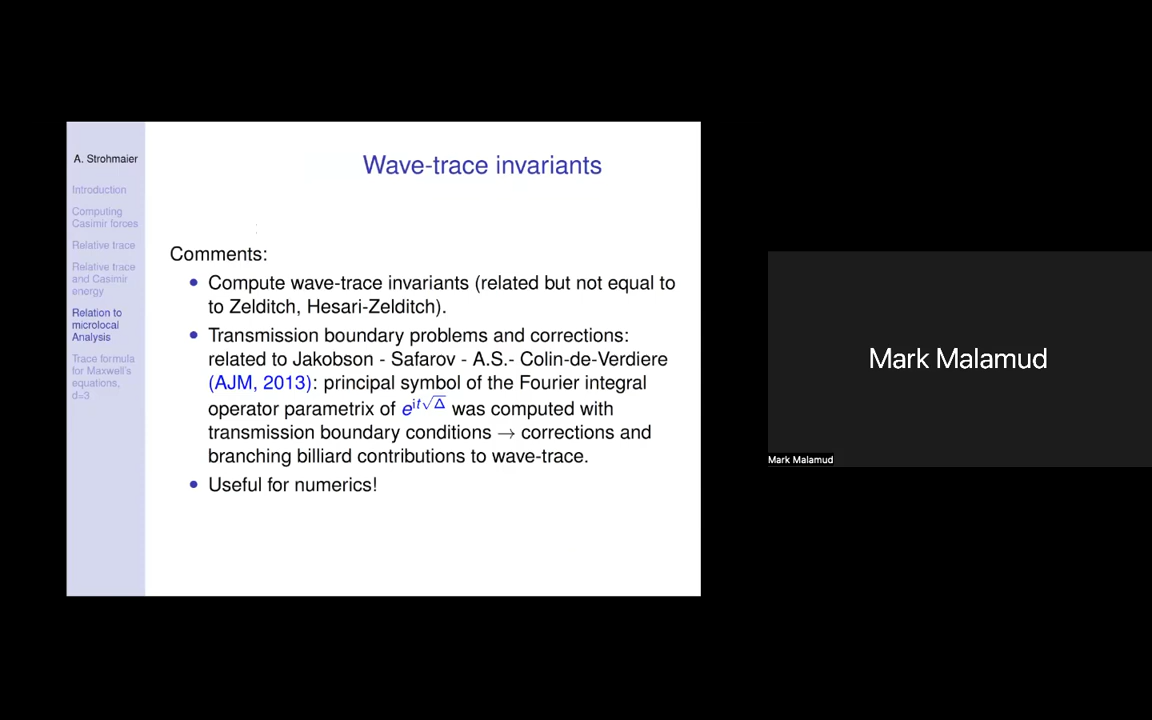 A. Strohmaier
Introduction
Computing
Casimir forces
Relative trace
Relative trace
and Casimir
energy
Relation to
microlocal
Analysis
Trace formula
for Maxwell's
equations,
d=3
Wave-trace invariants
Comments:
• Compute wave-trace invariants (related but not equal to
to Zelditch, Hesari-Zelditch).
• Transmission boundary problems and corrections:
related to Jakobson - Safarov - A.S.- Colin-de-Verdiere
(AJM, 2013): principal symbol of the Fourier integral
operator parametrix of e^{it√Δ} was computed with
transmission boundary conditions → corrections and
branching billiard contributions to wave-trace.
• Useful for numerics!
Mark Malamud
Mark Malamud